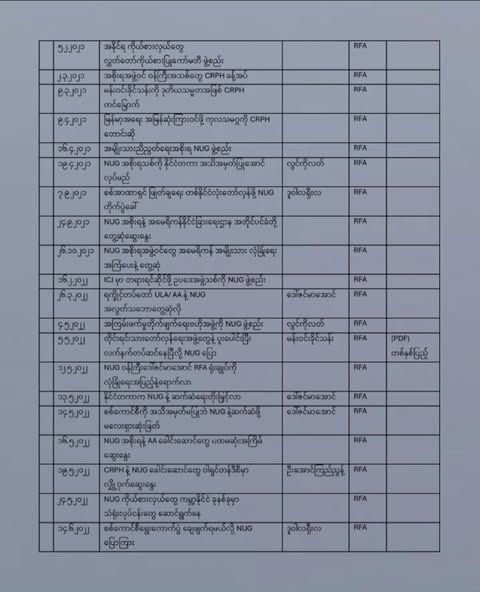 ၅၂၂၀၂၁ အနိုင်ရ ကိုယ်စားလှယ်တွေ RFA
လွှတ်တော်ကိုယ်စားပြုကော်မတီ ဖွဲ့စည်း
၂၂၃၂၀၂၁ အစိုးရအဖွဲ့ဝင် ဝန်ကြီးအသစ်တွေ CRPH ခန့်အပ် RFA
၉.၃.၂၀၂၁ မန်းဝင်းခိုင်သန်းကို ဒုတိယသမ္မတအဖြစ် CRPH RFA
တင်မြှောက်
၉.၄.၂၀၂၁ မြန်မာ့အရေး အမြန်ဆုံးကြားဝင်ဖို့ ကုလသမဂ္ဂကို CRPH RFA
တောင်းဆို
၁၆.၄.၂၀၂၁ အမျိုးသားညီညွတ်ရေးအစိုးရ NUG ဖွဲ့စည်း RFA
၁၉.၄.၂၀၂၁ NUG အစိုးရသစ်ကို နိုင်ငံတကာ အသိအမှတ်ပြုအောင် လွင်ကိုလတ် RFA
လုပ်မည်
၇.၉.၂၀၂၁ စစ်အာဏာရှင် ဖြုတ်ချရေး တစ်နိုင်ငံလုံးတော်လှန်ဖို့ NUG ဒူဝါလရှီးလ RFA
တိုက်ပွဲခေါ်
၂၄.၉.၂၀၂၁ NUG အစိုးရနဲ့ အမေရိကန်နိုင်ငံခြားရေးဌာန အတိုင်ပင်ခံတို့ RFA
တွေ့ဆုံဆွေးနွေး
၂၆.၁၀.၂၀၂၁ NUG အစိုးရအဖွဲ့ဝင်တွေ အမေရိကန် အမျိုးသား လုံခြုံရေး RFA
အကြံပေးနဲ့ တွေ့ဆုံ
၁၆.၂.၂၀၂၂ ICJ မှာ တရားရင်ဆိုင်ဖို့ ဥပဒေအဖွဲ့သစ်ကို NUG ဖွဲ့စည်း RFA
၂၆.၃.၂၀၂၂ ရက္ခိုင့်တပ်တော် ULA/ AA နဲ့ NUG ဒေါ်ဇင်မာအောင် RFA
အလွတ်သဘောတွေ့ဆုံလို
၄.၅.၂၀၂၂ အကြမ်းဖက်မှုတိုက်ဖျက်ရေးဗဟိုအဖွဲ့ကို NUG ဖွဲ့စည်း လွင်ကိုလတ် RFA
၅.၅.၂၀၂၂ တိုင်းရင်းသားတော်လှန်ရေးအဖွဲ့တွေနဲ့ ပူးပေါင်းပြီး မန်းဝင်းခိုင်သန်း RFA (PDF)
လက်နက်တပ်ဆင်နေပြီလို့ NUG ပြော တစ်နှစ်ပြည့်
၁၂.၅.၂၀၂၂ NUG ဝန်ကြီးဒေါ်ဇင်မာအောင် RFA ရုံးချုပ်ကို RFA
လုံခြုံရေးအပြည့်နဲ့ရောက်လာ
၁၃.၅.၂၀၂၂ နိုင်ငံတကာက NUG နဲ့ ဆက်ဆံရေးတိုးမြှင့်လာ ဒေါ်ဇင်မာအောင် RFA
၁၄.၅.၂၀၂၂ စစ်ကောင်စီကို အသိအမှတ်မပြုဘဲ NUG နဲ့ဆက်ဆံဖို့ ဒေါ်ဇင်မာအောင် RFA
မလေးရှားဆုံးဖြတ်
၁၆.၅.၂၀၂၂ NUG အစိုးရနဲ့ AA ခေါင်းဆောင်တွေ ပထမဆုံးအကြိမ် RFA
ဆွေးနွေး
၁၉.၅.၂၀၂၂ CRPH နဲ့ NUG ခေါင်းဆောင်တွေ ဝါရှင်တန်ဒီစီမှာ ဦးအောင်ကြည်ညွန့် RFA
လျှို့ဝှက်ဆွေးနွေး
၂၄.၅.၂၀၂၂ NUG ကိုယ်စားလှယ်တွေ ကမ္ဘာ့နိုင်ငံ ခုနစ်ခုမှာ RFA
သံရုံးလုပ်ငန်းတွေ ဆောင်ရွက်နေ
၁၄.၆.၂၀၂၂ စစ်ကောင်စီရွေးကောက်ပွဲ ချေဖျက်ရမယ်လို့ NUG ဒူဝါလရှီးလ RFA
ပြောကြား